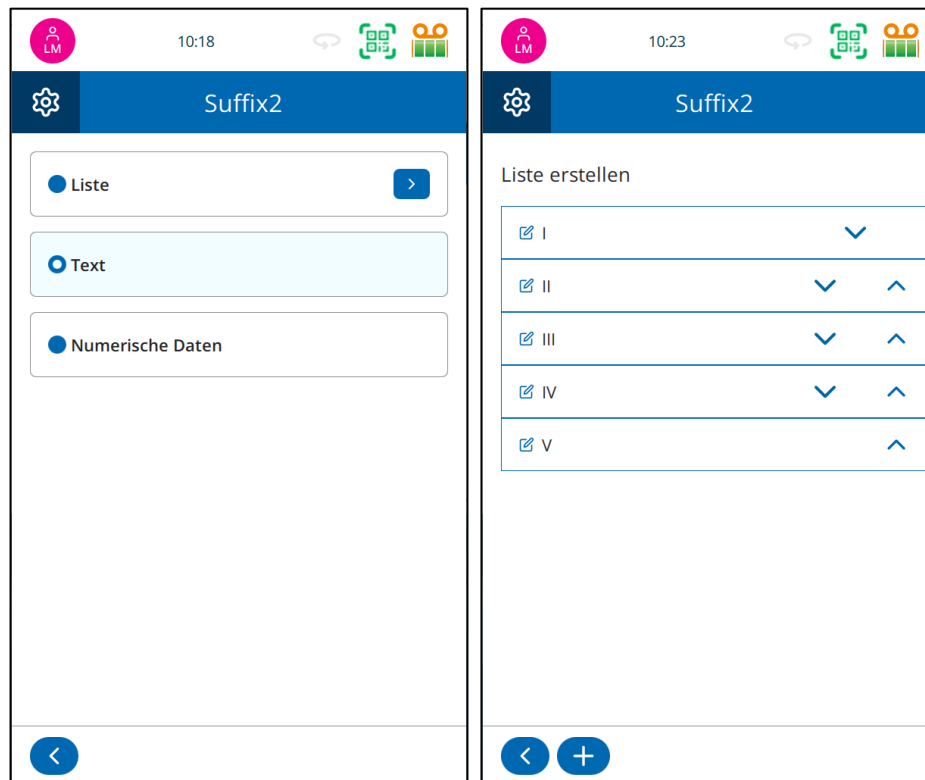 LM
10:18
Suffix2
Liste
Text
Numerische Daten
LM
10:23
Suffix2
Liste erstellen
I
II
III
IV
V